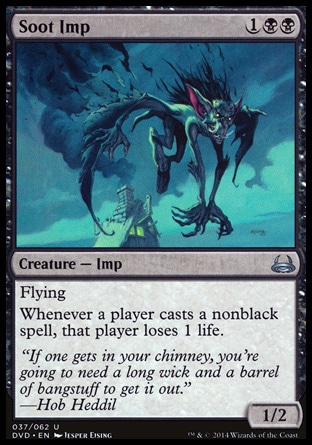 Soot Imp 1
Creature — Imp
Flying
Whenever a player casts a nonblack
spell, that player loses 1 life.
“If one gets in your chimney, you’re
going to need a long wick and a barrel
of bangstuff to get it out.”
—Hob Heddil
1/2
037/062 U
DVD • EN Jesper Ejsing
™ & © 2014 Wizards of the Coast